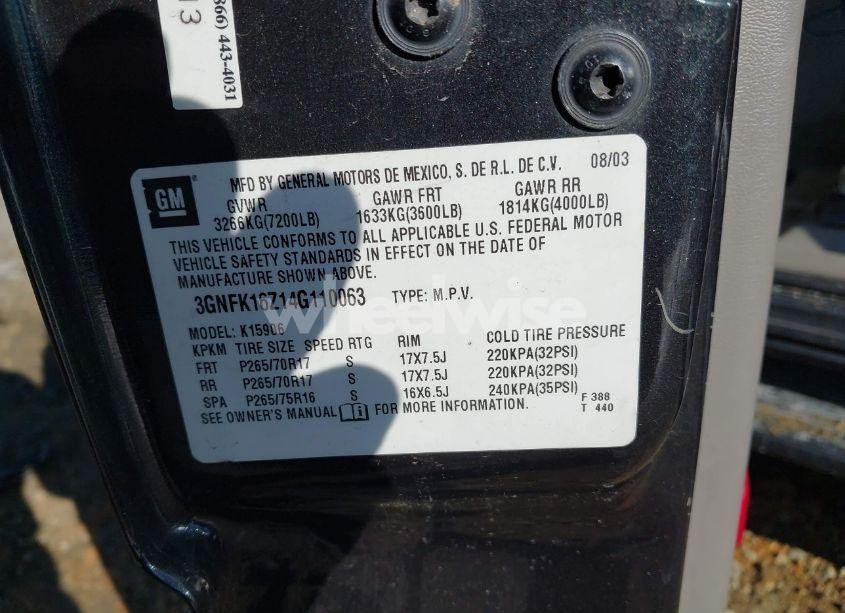 13
(866) 443-4031
GM
MFD BY GENERAL MOTORS DE MEXICO, S. DE R.L. DE C.V. 08/03
GVWR GAWR FRT GAWR RR
3266KG(7200LB) 1633KG(3600LB) 1814KG(4000LB)
THIS VEHICLE CONFORMS TO ALL APPLICABLE U.S. FEDERAL MOTOR
VEHICLE SAFETY STANDARDS IN EFFECT ON THE DATE OF
MANUFACTURE SHOWN ABOVE.
3GNFK16Z14G110063 TYPE: M.P.V.
wheelwise
MODEL: K15906
KPKM TIRE SIZE SPEED RTG RIM COLD TIRE PRESSURE
FRT P265/70R17 S 17X7.5J 220KPA(32PSI)
RR P265/70R17 S 17X7.5J 220KPA(32PSI)
SPA P265/75R16 S 16X6.5J 240KPA(35PSI)
SEE OWNER'S MANUAL i FOR MORE INFORMATION.
F 388
T 440